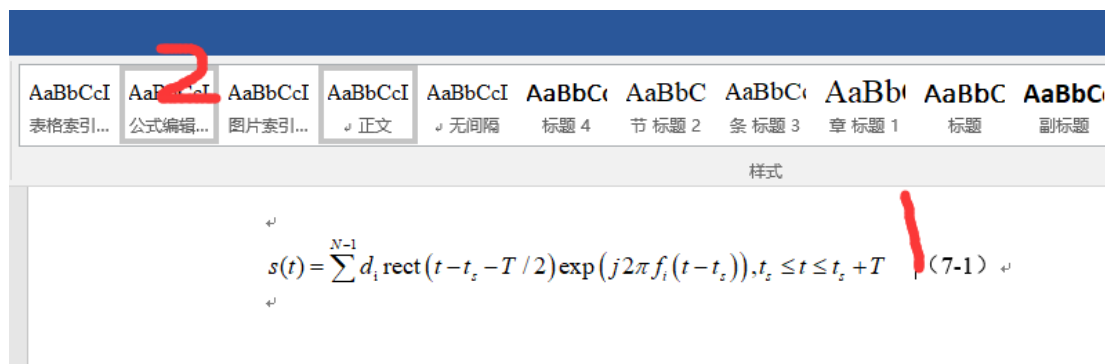 2
AaBbCcI AaBbCcI AaBbCcI AaBbCcI AaBbCcI AaBbCc AaBbC AaBbCc AaBb AaBbC AaBbC
表格索引... 公式编辑... 图片索引... ↲ 正文 ↲ 无间隔 标题 4 节 标题 2 条 标题 3 章 标题 1 标题 副标题
样式
↵
N-1
s(t) = ∑ d_i rect(t-t_s-T/2)exp(j2πf_i(t-t_s)),t_s≤t≤t_s+T （7-1）↵
↵